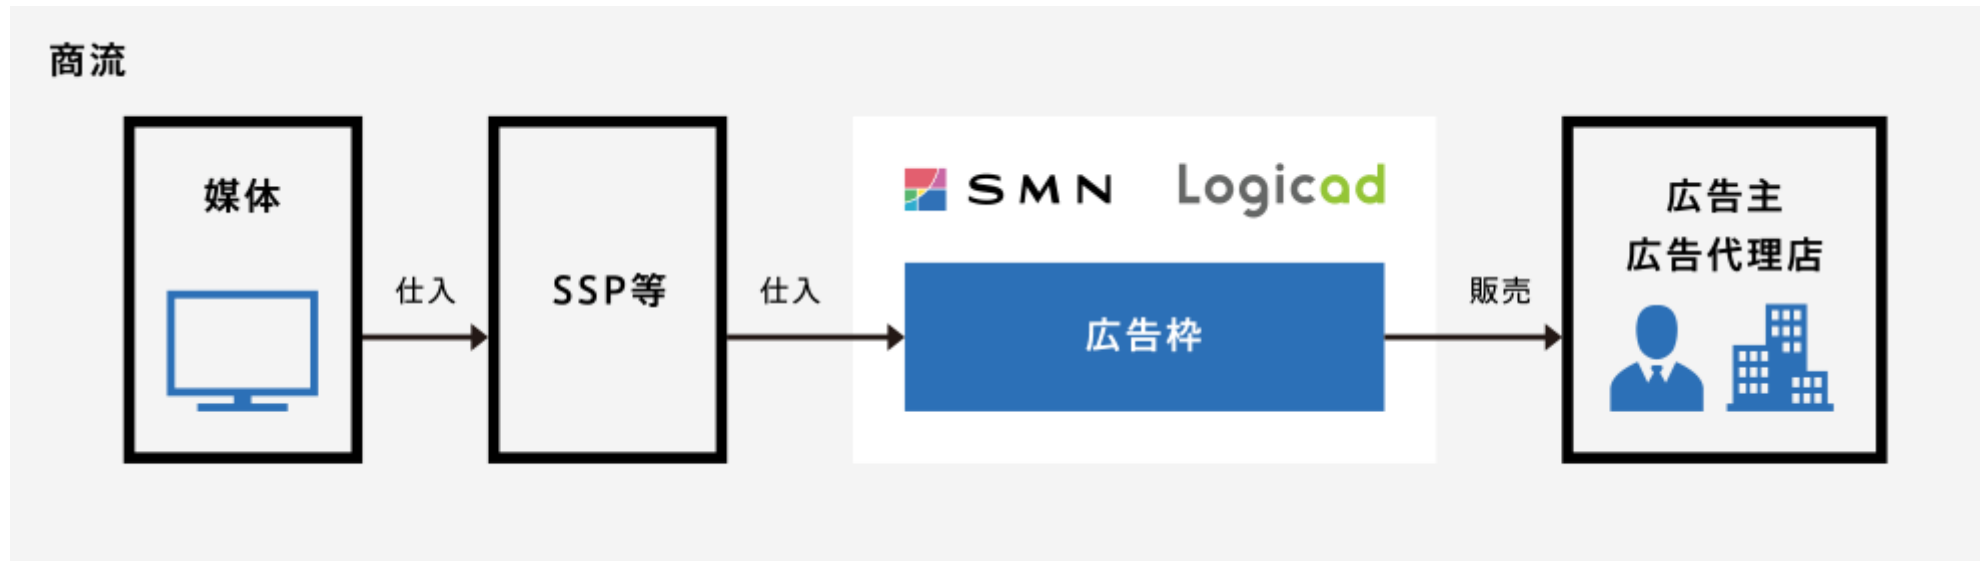 商流
媒体
仕入
SSP等
仕入
SMN Logicad
広告枠
販売
広告主
広告代理店